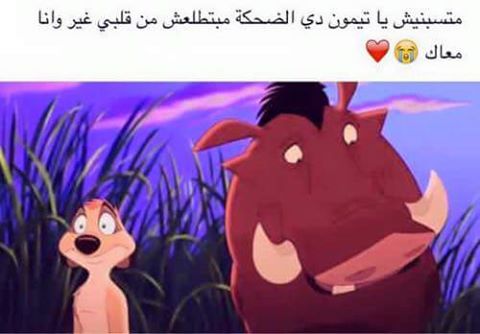 متسبنيش يا تيمون دي الضحكة مبتطلعش من قلبي غير وانا
معاك 😭❤️